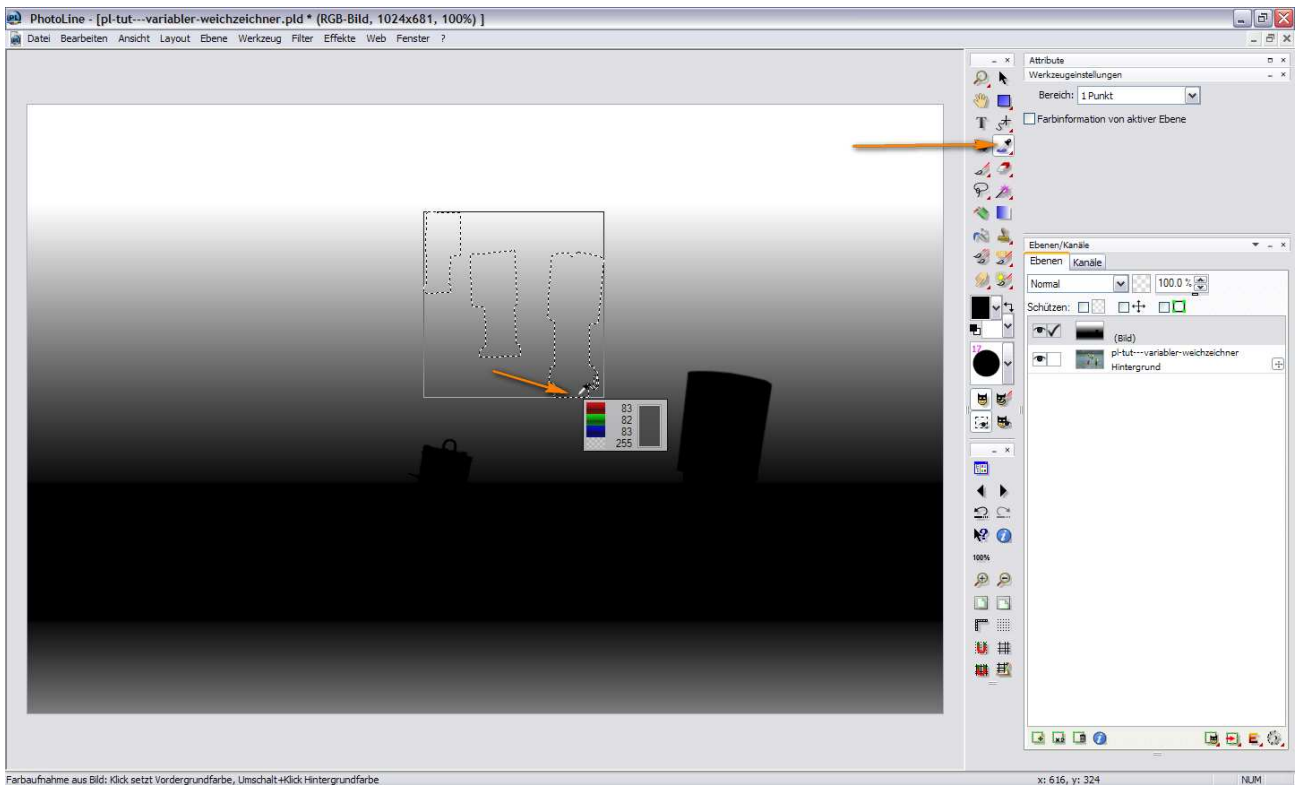 PhotoLine - [pl-tut---variabler-weichzeichner.pld * (RGB-Bild, 1024x681, 100%) ]
Datei Bearbeiten Ansicht Layout Ebene Werkzeug Filter Effekte Web Fenster ?
Attribute
Werkzeugeinstellungen
Bereich: 1 Punkt
Farbinformation von aktiver Ebene
83
82
83
255
17
100%
Ebenen/Kanäle
Ebenen Kanäle
Normal 100.0 %
Schützen:
(Bild)
pl-tut---variabler-weichzeichner
Hintergrund
Farbaufnahme aus Bild: Klick setzt Vordergrundfarbe, Umschalt+Klick Hintergrundfarbe
x: 616, y: 324 NUM